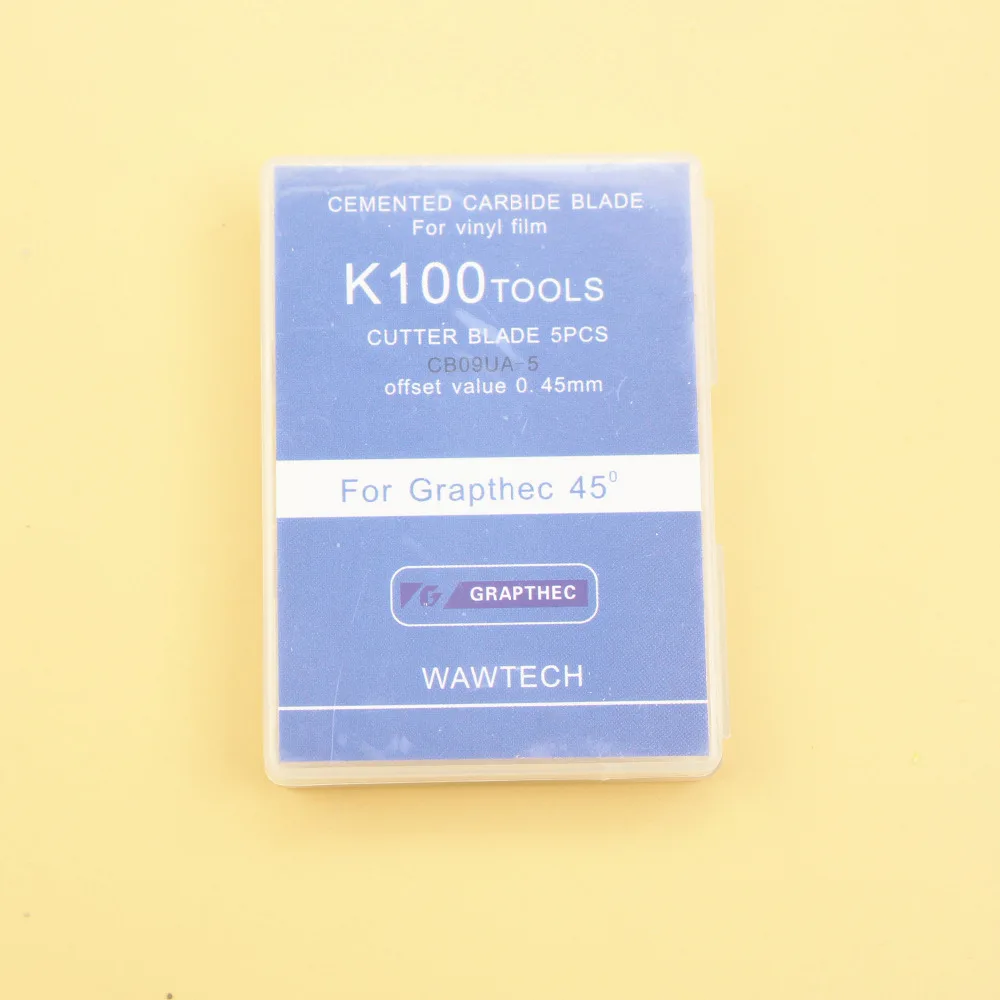 CEMENTED CARBIDE BLADE
For vinyl film
K100TOOLS
CUTTER BLADE 5PCS
CB09UA-5
offset value 0.45mm
For Grapthec 45⁰
G GRAPTHEC
WAWTECH